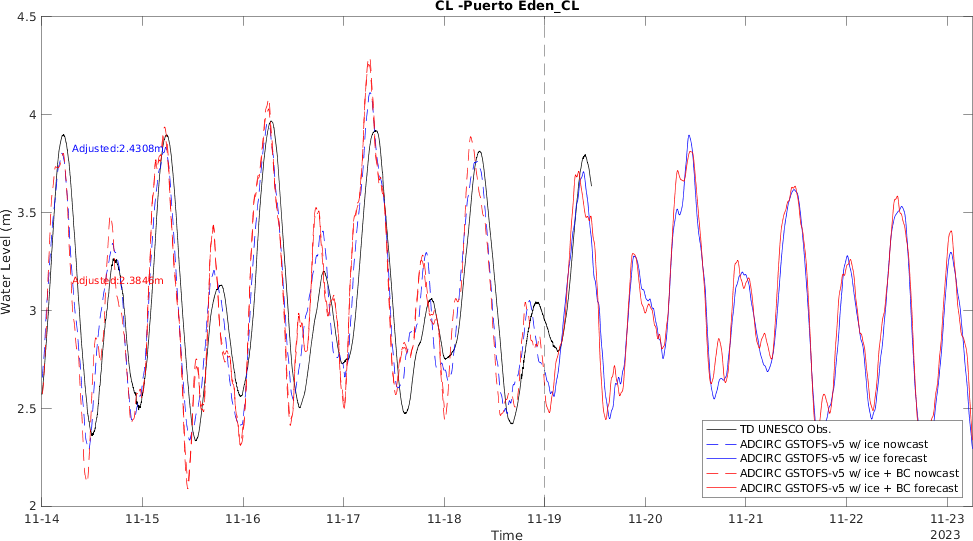 CL -Puerto Eden_CL
4.5
4
3.5
3
2.5
2
Water Level (m)
Adjusted:2.4308m
Adjusted:2.3846m
TD UNESCO Obs.
ADCIRC GSTOFS-v5 w/ ice nowcast
ADCIRC GSTOFS-v5 w/ ice forecast
ADCIRC GSTOFS-v5 w/ ice + BC nowcast
ADCIRC GSTOFS-v5 w/ ice + BC forecast
11-14 11-15 11-16 11-17 11-18 11-19 11-20 11-21 11-22 11-23
2023
Time